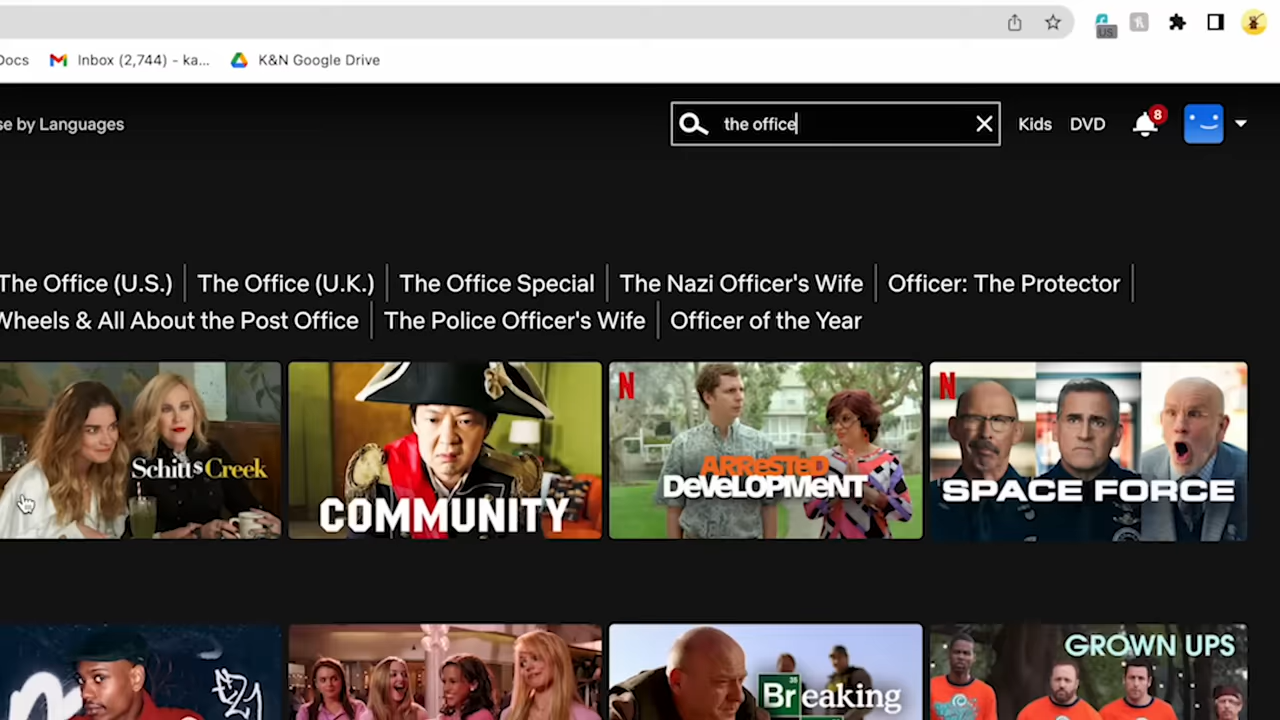 US
Docs
Inbox (2,744) - ka...
K&N Google Drive
se by Languages
the office
Kids
DVD
8
The Office (U.S.)
The Office (U.K.)
The Office Special
The Nazi Officer's Wife
Officer: The Protector
Wheels & All About the Post Office
The Police Officer's Wife
Officer of the Year
Schitt's Creek
COMMUNITY
N
ARRESTED
DEVELOPMENT
N
SPACE FORCE
GROWN UPS
35
Breaking